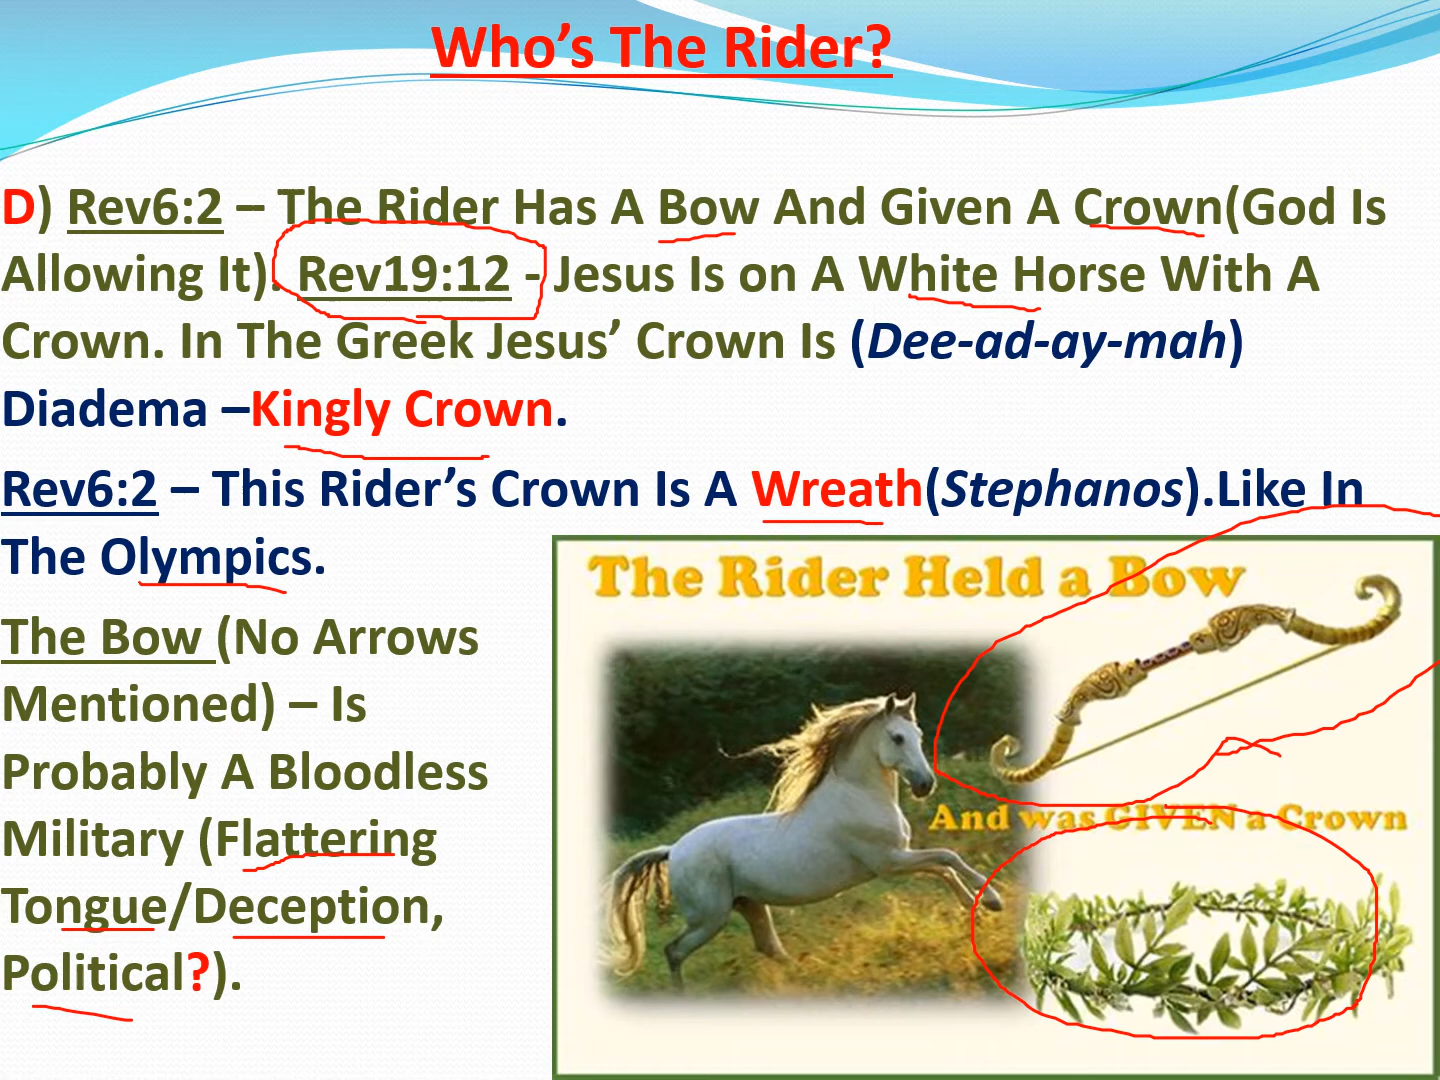 Who’s The Rider?
D) Rev6:2 – The Rider Has A Bow And Given A Crown(God Is
Allowing It). Rev19:12 - Jesus Is on A White Horse With A
Crown. In The Greek Jesus’ Crown Is (Dee-ad-ay-mah)
Diadema –Kingly Crown.
Rev6:2 – This Rider’s Crown Is A Wreath(Stephanos).Like In
The Olympics.
The Bow (No Arrows
Mentioned) – Is
Probably A Bloodless
Military (Flattering
Tongue/Deception,
Political?).
The Rider Held a Bow
And was GIVEN a Crown